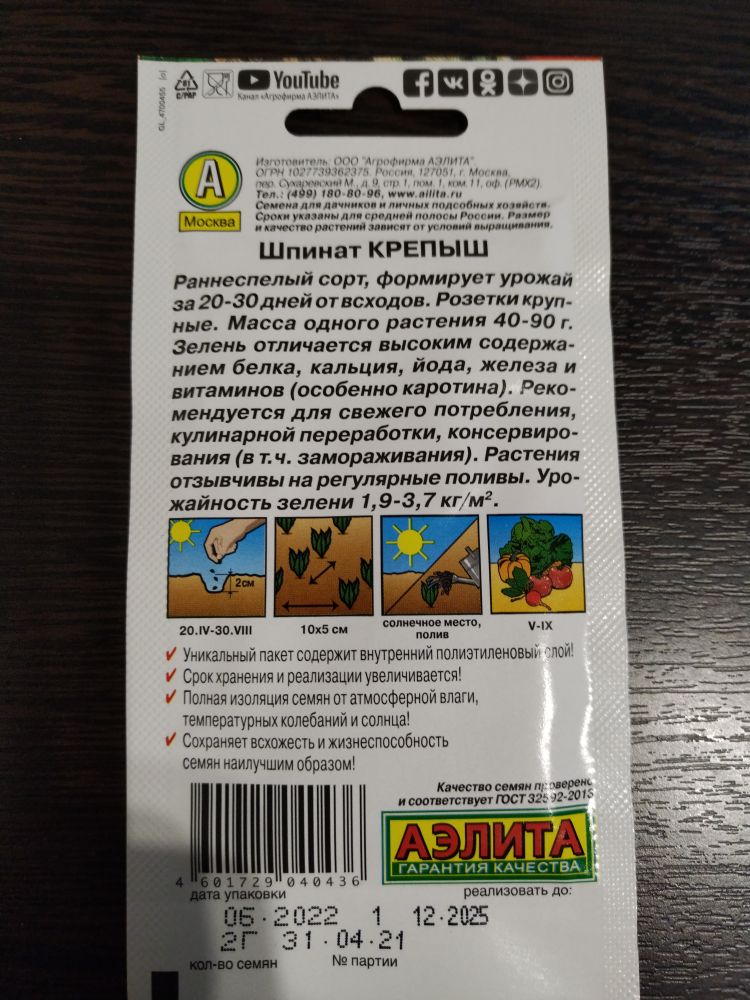 YouTube
Канал «Агрофирма АЭЛИТА»
C/PAP
GL_4700455 (o)
А
Москва
Изготовитель: ООО "Агрофирма АЭЛИТА".
ОГРН 1027739362375. Россия, 127051, г. Москва,
пер. Сухаревский М., д. 9, стр.1, пом. 1, ком. 11, оф. (РМХ2).
Тел.: (499) 180-80-96, www.ailita.ru
Семена для дачников и личных подсобных хозяйств.
Сроки указаны для средней полосы России. Размер
и качество растений зависят от условий выращивания.
Шпинат КРЕПЫШ
Раннеспелый сорт, формирует урожай
за 20-30 дней от всходов. Розетки круп-
ные. Масса одного растения 40-90 г.
Зелень отличается высоким содержа-
нием белка, кальция, йода, железа и
витаминов (особенно каротина). Реко-
мендуется для свежего потребления,
кулинарной переработки, консервиро-
вания (в т.ч. замораживания). Растения
отзывчивы на регулярные поливы. Уро-
жайность зелени 1,9-3,7 кг/м².
2см
20.IV-30.VIII
10x5 см
солнечное место,
полив
V-IX
Уникальный пакет содержит внутренний полиэтиленовый слой!
Срок хранения и реализации увеличивается!
Полная изоляция семян от атмосферной влаги,
температурных колебаний и солнца!
Сохраняет всхожесть и жизнеспособность
семян наилучшим образом!
Качество семян проверено
и соответствует ГОСТ 32592-2013
АЭЛИТА
ГАРАНТИЯ КАЧЕСТВА
4 601729 040436
дата упаковки
реализовать до:
06·2022 1 12·2025
2Г 31·04·21
кол-во семян
№ партии